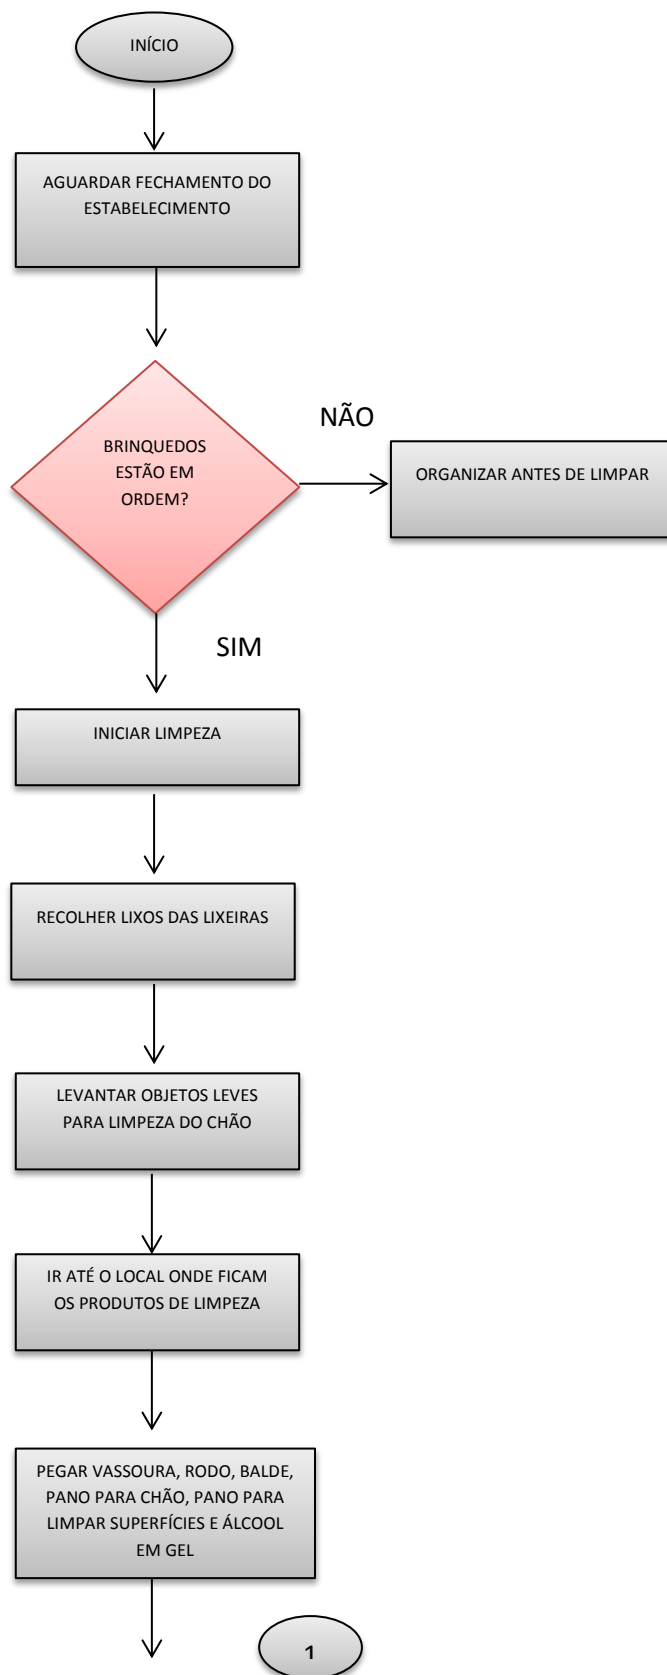 INÍCIO
AGUARDAR FECHAMENTO DO
ESTABELECIMENTO
BRINQUEDOS
ESTÃO EM
ORDEM?
NÃO
ORGANIZAR ANTES DE LIMPAR
SIM
INICIAR LIMPEZA
RECOLHER LIXOS DAS LIXEIRAS
LEVANTAR OBJETOS LEVES
PARA LIMPEZA DO CHÃO
IR ATÉ O LOCAL ONDE FICAM
OS PRODUTOS DE LIMPEZA
PEGAR VASSOURA, RODO, BALDE,
PANO PARA CHÃO, PANO PARA
LIMPAR SUPERFÍCIES E ÁLCOOL
EM GEL
1